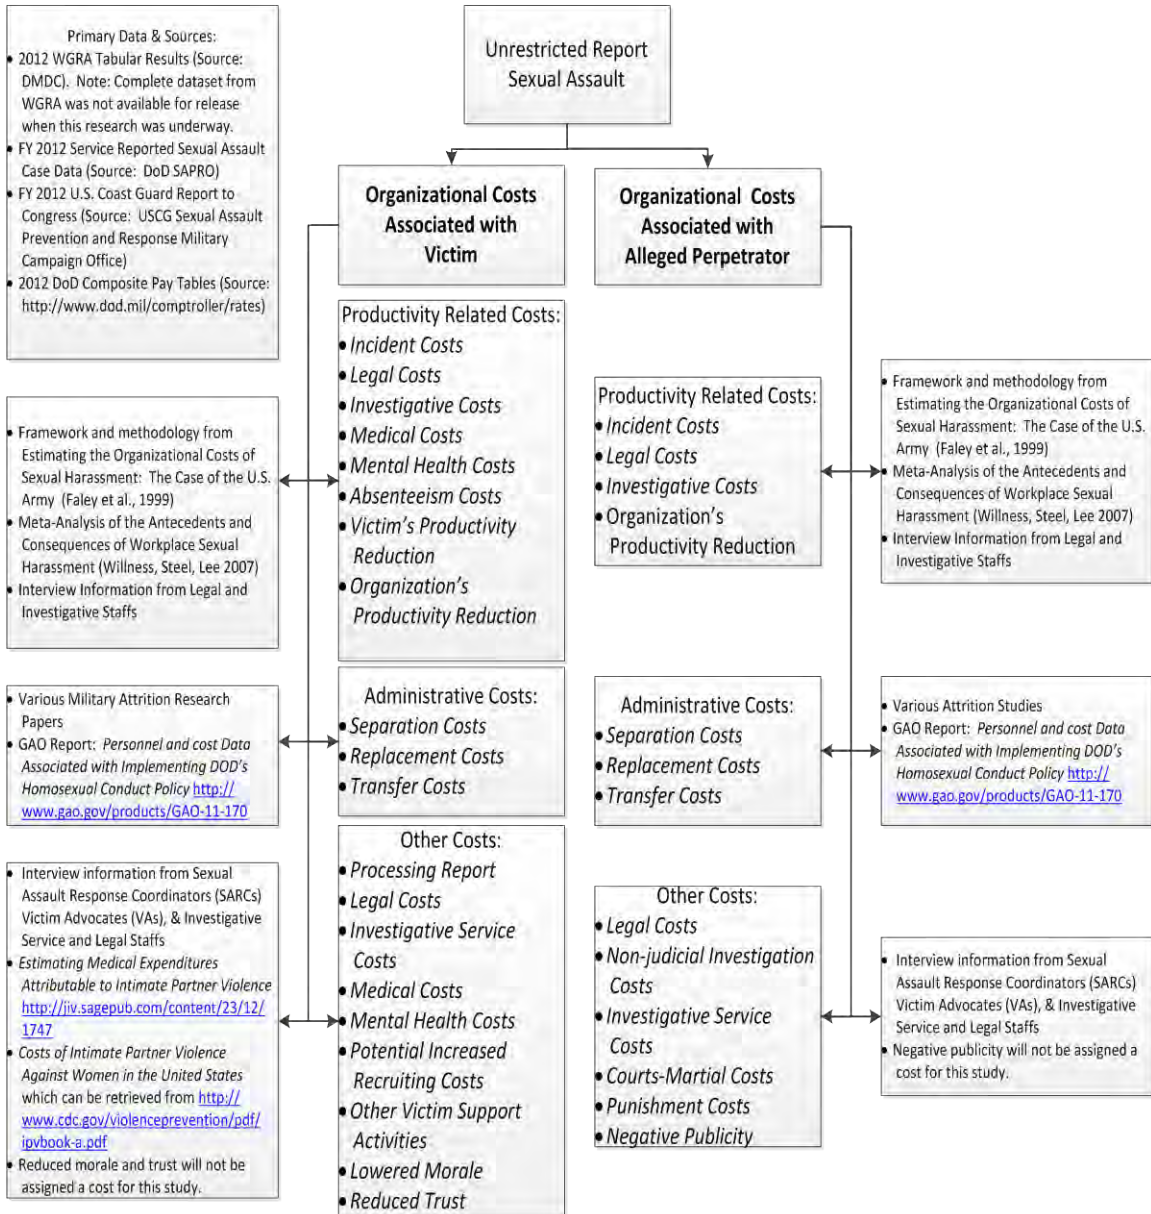 Primary Data & Sources:
• 2012 WGRA Tabular Results (Source:
DMDC).  Note: Complete dataset from
WGRA was not available for release
when this research was underway.
• FY 2012 Service Reported Sexual Assault
Case Data (Source:  DoD SAPRO)
• FY 2012 U.S. Coast Guard Report to
Congress (Source:  USCG Sexual Assault
Prevention and Response Military
Campaign Office)
• 2012 DoD Composite Pay Tables (Source:
http://www.dod.mil/comptroller/rates)
Unrestricted Report
Sexual Assault
Organizational Costs
Associated with
Victim
Organizational  Costs
Associated with
Alleged Perpetrator
• Framework and methodology from
Estimating the Organizational Costs of
Sexual Harassment:  The Case of the U.S.
Army  (Faley et al., 1999)
• Meta-Analysis of the Antecedents and
Consequences of Workplace Sexual
Harassment (Willness, Steel, Lee 2007)
• Interview Information from Legal and
Investigative Staffs
Productivity Related Costs:
• Incident Costs
• Legal Costs
• Investigative Costs
• Medical Costs
• Mental Health Costs
• Absenteeism Costs
• Victim's Productivity
Reduction
• Organization's
Productivity Reduction
Productivity Related Costs:
• Incident Costs
• Legal Costs
• Investigative Costs
• Organization's
Productivity Reduction
• Framework and methodology from
Estimating the Organizational Costs of
Sexual Harassment:  The Case of the U.S.
Army  (Faley et al., 1999)
• Meta-Analysis of the Antecedents and
Consequences of Workplace Sexual
Harassment (Willness, Steel, Lee 2007)
• Interview Information from Legal and
Investigative Staffs
• Various Military Attrition Research
Papers
• GAO Report:  Personnel and cost Data
Associated with Implementing DOD's
Homosexual Conduct Policy http://
www.gao.gov/products/GAO-11-170
Administrative Costs:
• Separation Costs
• Replacement Costs
• Transfer Costs
Administrative Costs:
• Separation Costs
• Replacement Costs
• Transfer Costs
• Various Attrition Studies
• GAO Report:  Personnel and cost Data
Associated with Implementing DOD's
Homosexual Conduct Policy http://
www.gao.gov/products/GAO-11-170
• Interview information from Sexual
Assault Response Coordinators (SARCs)
Victim Advocates (VAs), & Investigative
Service and Legal Staffs
• Estimating Medical Expenditures
Attributable to Intimate Partner Violence
http://jiv.sagepub.com/content/23/12/
1747
• Costs of Intimate Partner Violence
Against Women in the United States
which can be retrieved from http://
www.cdc.gov/violenceprevention/pdf/
ipvbook-a.pdf
• Reduced morale and trust will not be
assigned a cost for this study.
Other Costs:
• Processing Report
• Legal Costs
• Investigative Service
Costs
• Medical Costs
• Mental Health Costs
• Potential Increased
Recruiting Costs
• Other Victim Support
Activities
• Lowered Morale
• Reduced Trust
Other Costs:
• Legal Costs
• Non-judicial Investigation
Costs
• Investigative Service
Costs
• Courts-Martial Costs
• Punishment Costs
• Negative Publicity
• Interview information from Sexual
Assault Response Coordinators (SARCs)
Victim Advocates (VAs), & Investigative
Service and Legal Staffs
• Negative publicity will not be assigned a
cost for this study.